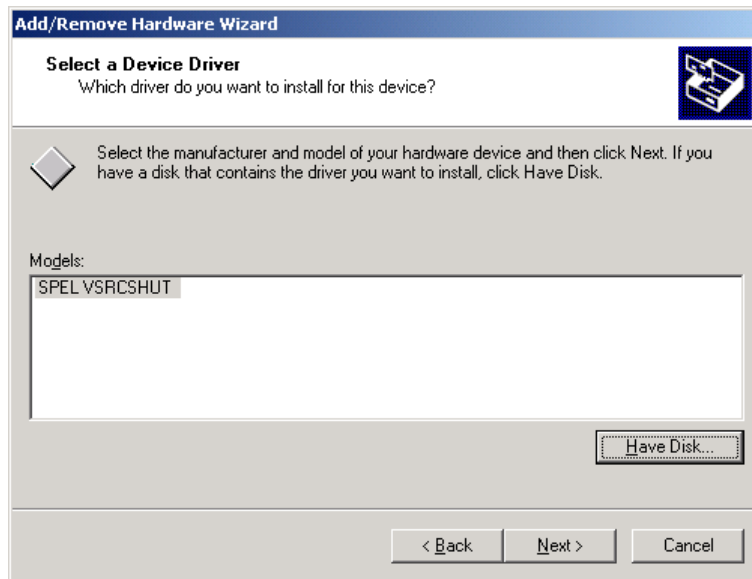 Add/Remove Hardware Wizard
Select a Device Driver
Which driver do you want to install for this device?
Select the manufacturer and model of your hardware device and then click Next. If you
have a disk that contains the driver you want to install, click Have Disk.
Models:
SPEL VSRCSHUT
Have Disk...
< Back
Next >
Cancel